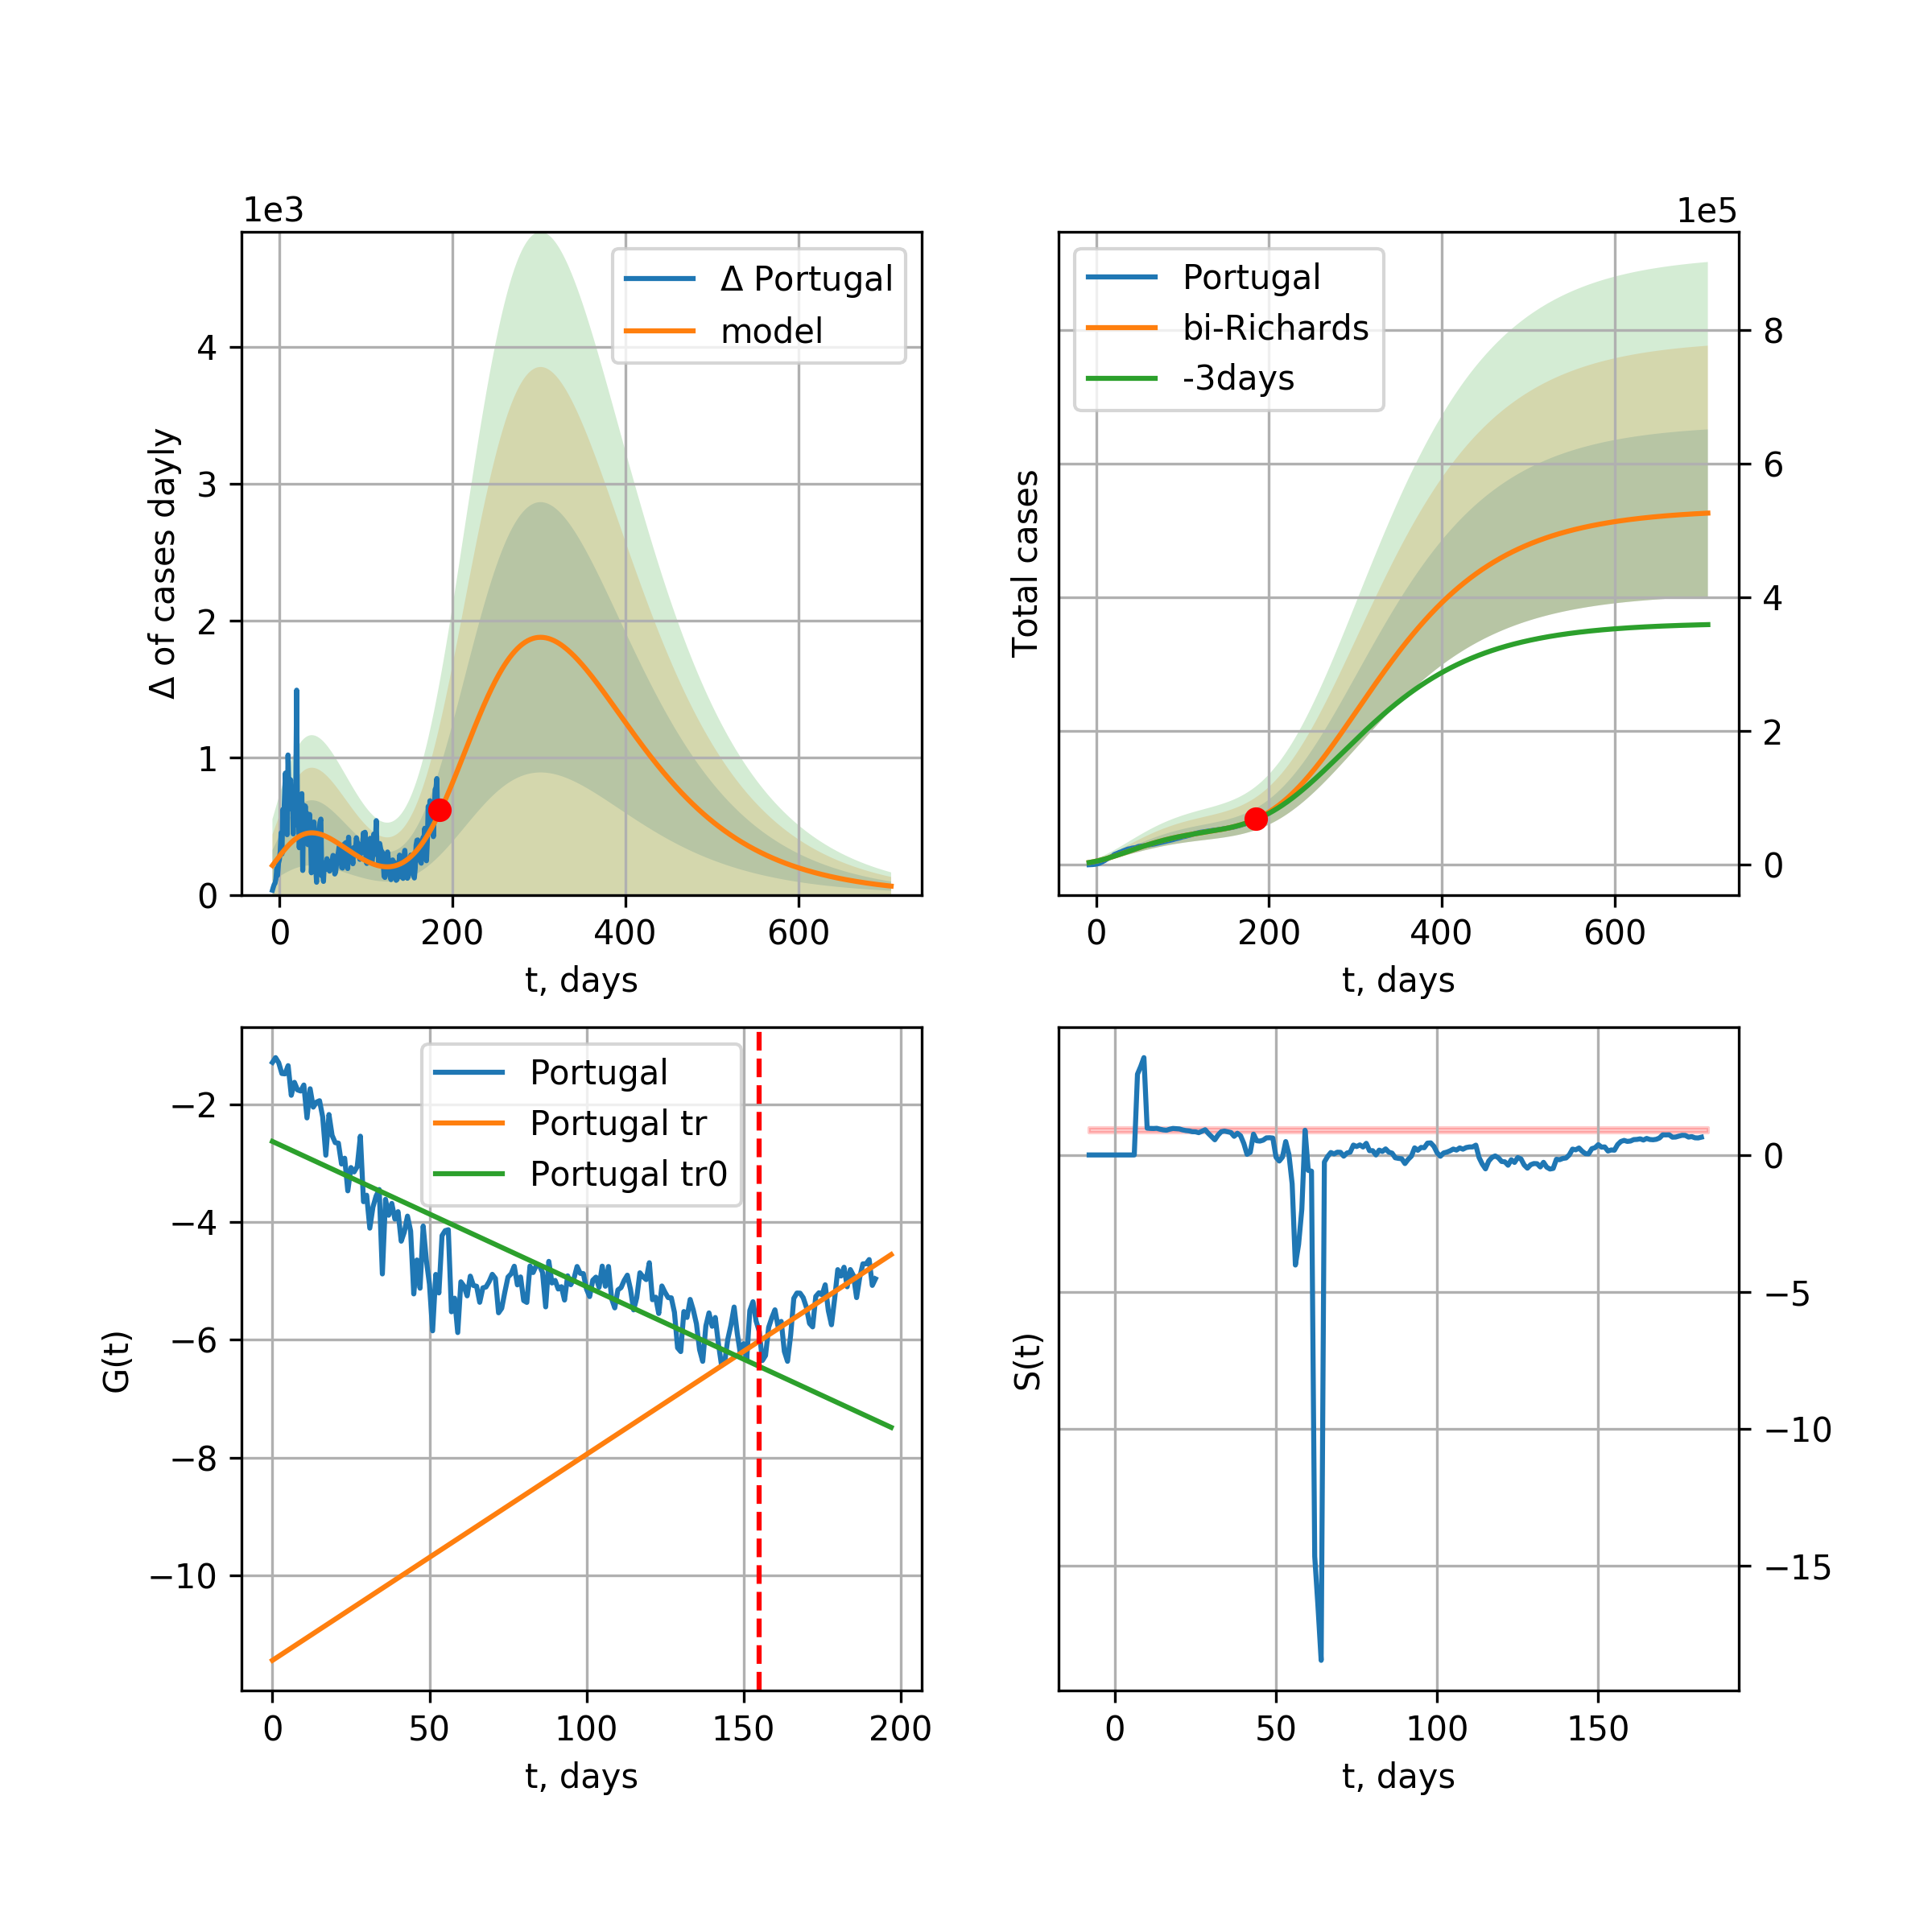 1e3
Δ of cases dayly
4
3
2
1
0
Δ Portugal
model
0 200 400 600
t, days
1e5
Total cases
Portugal
bi-Richards
-3days
8
6
4
2
0
0 200 400 600
t, days
G(t)
−2
−4
−6
−8
−10
Portugal
Portugal tr
Portugal tr0
0 50 100 150 200
t, days
S(t)
0
−5
−10
−15
0 50 100 150
t, days